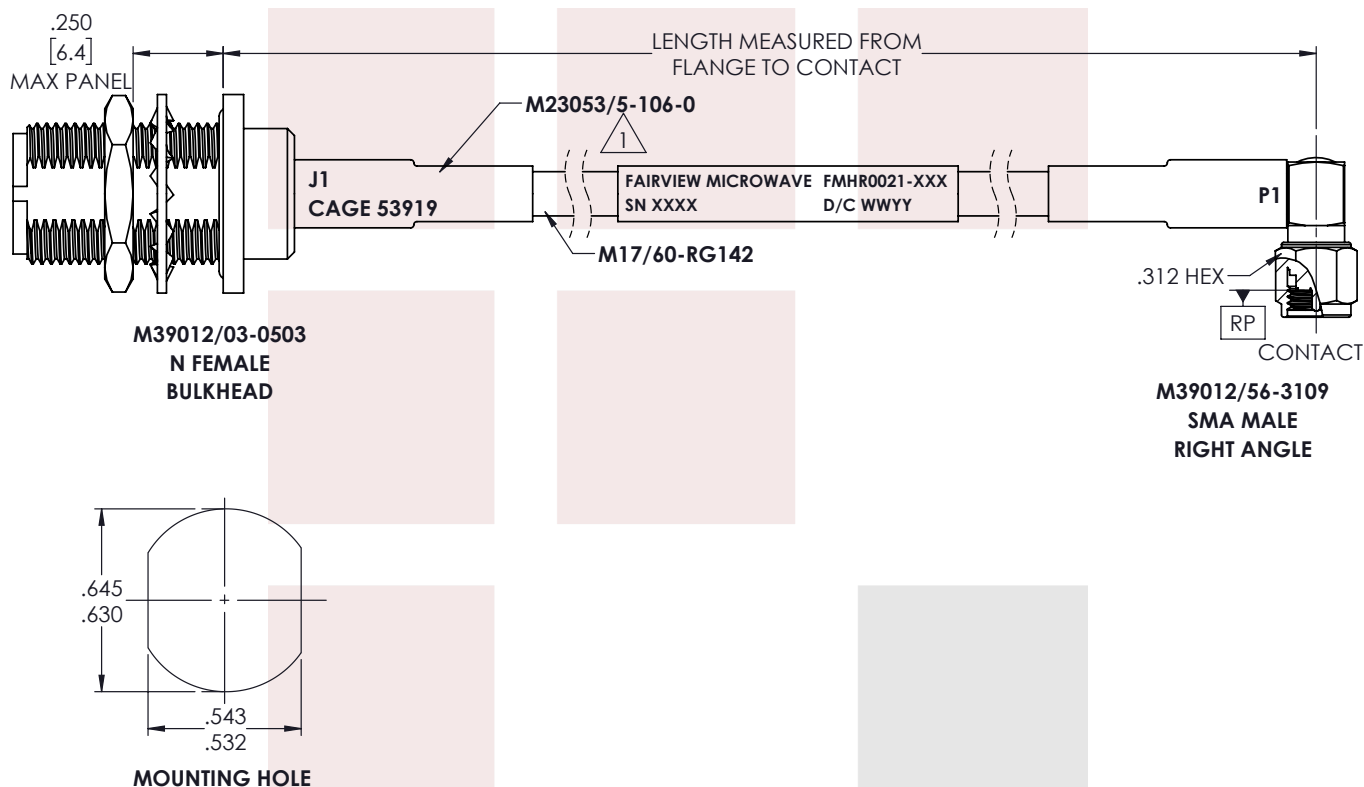 .250
[6.4]
MAX PANEL
LENGTH MEASURED FROM
FLANGE TO CONTACT
M23053/5-106-0
1
J1
CAGE 53919
FAIRVIEW MICROWAVE FMHR0021-XXX
SN XXXX D/C WWYY
P1
M17/60-RG142
.312 HEX
RP
CONTACT
M39012/03-0503
N FEMALE
BULKHEAD
M39012/56-3109
SMA MALE
RIGHT ANGLE
.645
.630
.543
.532
MOUNTING HOLE